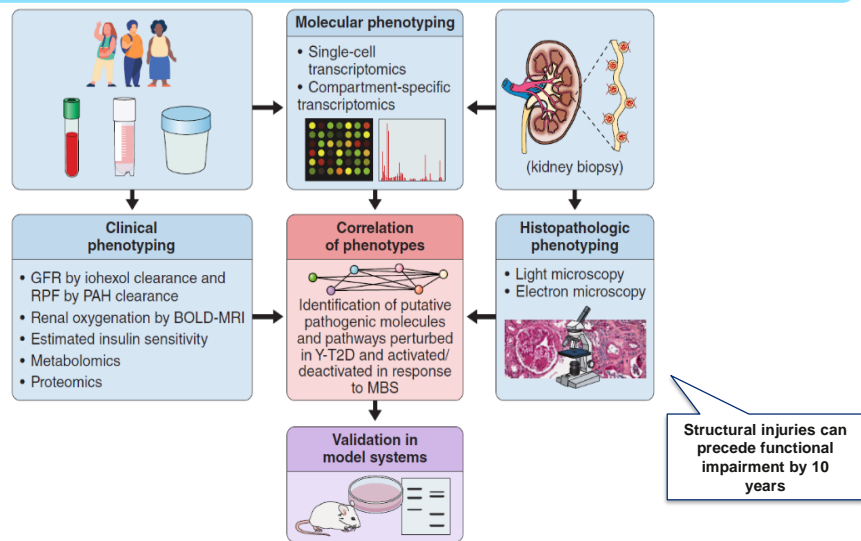 Molecular phenotyping
• Single-cell
transcriptomics
• Compartment-specific
transcriptomics
(kidney biopsy)
Clinical
phenotyping
• GFR by iohexol clearance and
RPF by PAH clearance
• Renal oxygenation by BOLD-MRI
• Estimated insulin sensitivity
• Metabolomics
• Proteomics
Correlation
of phenotypes
Identification of putative
pathogenic molecules
and pathways perturbed
in Y-T2D and activated/
deactivated in response
to MBS
Histopathologic
phenotyping
• Light microscopy
• Electron microscopy
Structural injuries can
precede functional
impairment by 10
years
Validation in
model systems